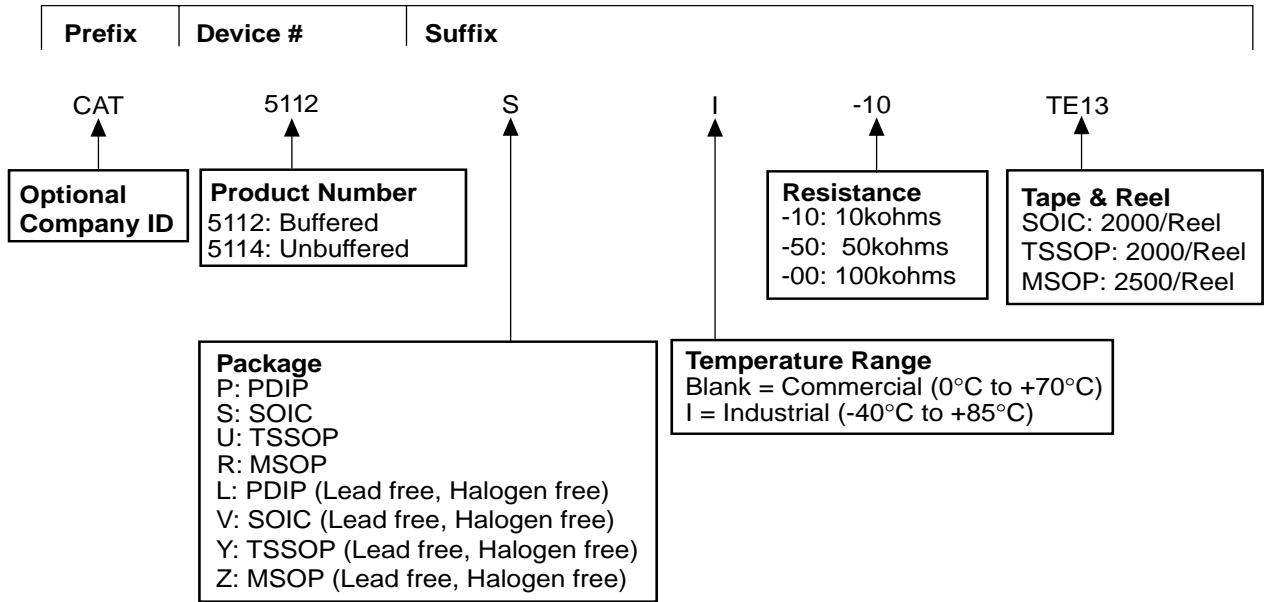 Prefix Device # Suffix
CAT 5112 S I -10 TE13
Optional
Company ID
Product Number
5112: Buffered
5114: Unbuffered
Resistance
-10: 10kohms
-50: 50kohms
-00: 100kohms
Tape & Reel
SOIC: 2000/Reel
TSSOP: 2000/Reel
MSOP: 2500/Reel
Package
P: PDIP
S: SOIC
U: TSSOP
R: MSOP
L: PDIP (Lead free, Halogen free)
V: SOIC (Lead free, Halogen free)
Y: TSSOP (Lead free, Halogen free)
Z: MSOP (Lead free, Halogen free)
Temperature Range
Blank = Commercial (0°C to +70°C)
I = Industrial (-40°C to +85°C)